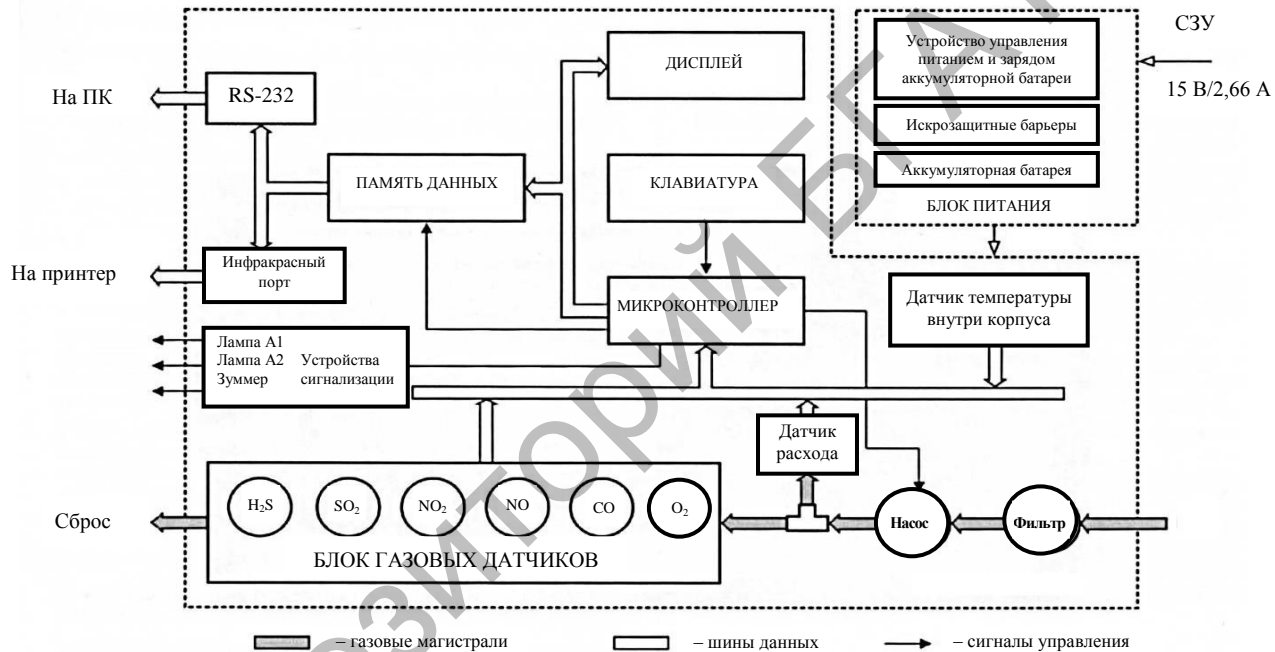 СЗУ
15 В/2,66 А
Устройство управления
питанием и зарядом
аккумуляторной батареи
Искрозащитные барьеры
Аккумуляторная батарея
БЛОК ПИТАНИЯ
ДИСПЛЕЙ
На ПК
RS-232
ПАМЯТЬ ДАННЫХ
КЛАВИАТУРА
На принтер
Инфракрасный
порт
МИКРОКОНТРОЛЛЕР
Датчик температуры
внутри корпуса
Лампа А1
Лампа А2 Устройства
Зуммер сигнализации
Датчик
расхода
H2S
SO2
NO2
NO
CO
O2
Насос
Фильтр
Сброс
БЛОК ГАЗОВЫХ ДАТЧИКОВ
– газовые магистрали
– шины данных
– сигналы управления